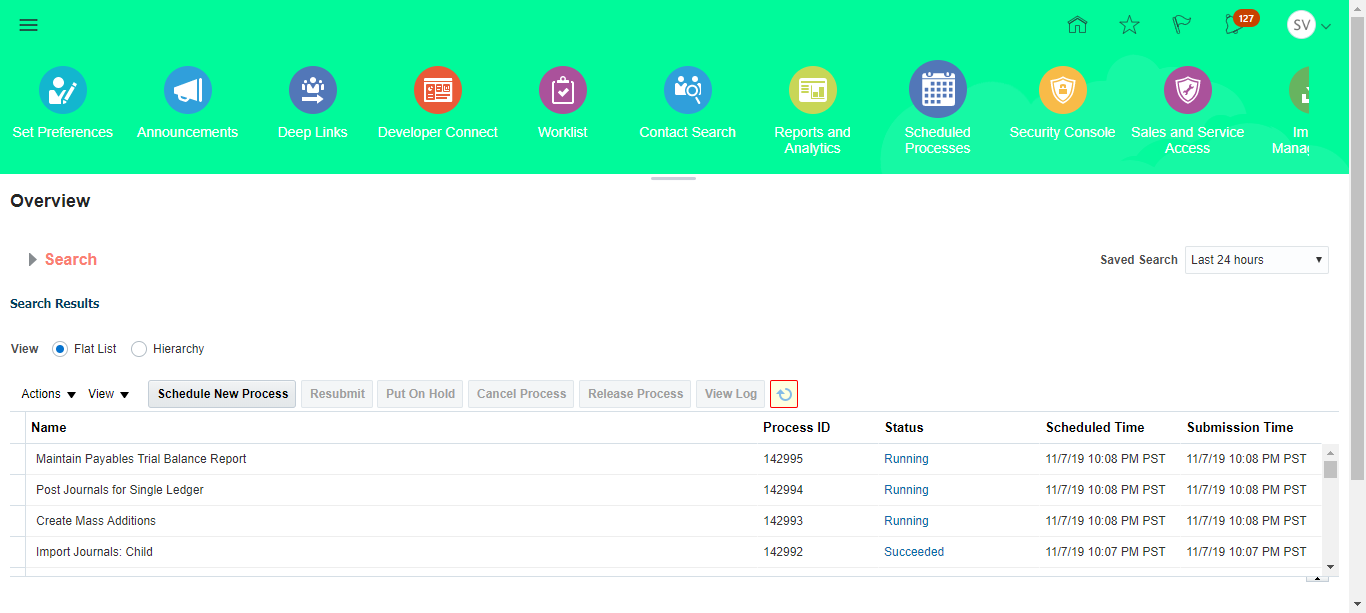 127
SV
Set Preferences
Announcements
Deep Links
Developer Connect
Worklist
Contact Search
Reports and
Analytics
Scheduled
Processes
Security Console
Sales and Service
Access
Im
Manag
Overview
Search
Saved Search Last 24 hours
Search Results
View Flat List Hierarchy
Actions View Schedule New Process Resubmit Put On Hold Cancel Process Release Process View Log
Name Process ID Status Scheduled Time Submission Time
Maintain Payables Trial Balance Report 142995 Running 11/7/19 10:08 PM PST 11/7/19 10:08 PM PST
Post Journals for Single Ledger 142994 Running 11/7/19 10:08 PM PST 11/7/19 10:08 PM PST
Create Mass Additions 142993 Running 11/7/19 10:08 PM PST 11/7/19 10:08 PM PST
Import Journals: Child 142992 Succeeded 11/7/19 10:07 PM PST 11/7/19 10:07 PM PST